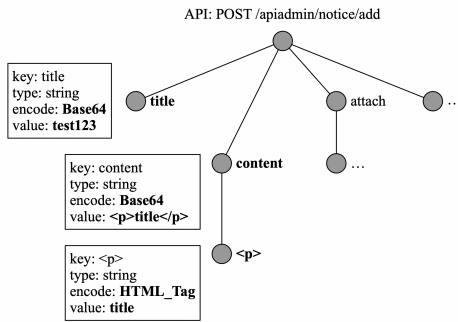 API: POST /apiadmin/notice/add
key: title
type: string
encode: Base64
value: test123
title
attach
...
key: content
type: string
encode: Base64
value: <p>title</p>
content
...
key: <p>
type: string
encode: HTML_Tag
value: title
<p>